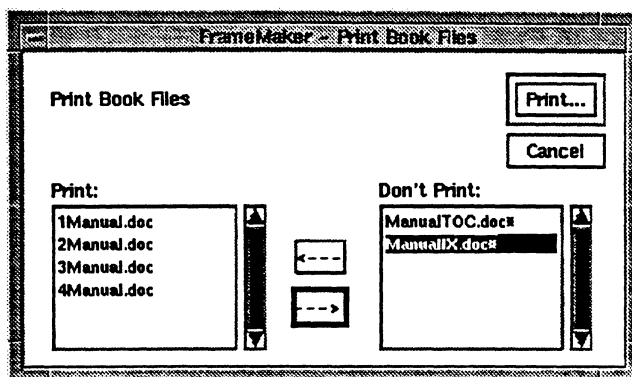 FrameMaker - Print Book Files
Print Book Files
Print...
Cancel
Print:
Don't Print:
1Manual.doc
2Manual.doc
3Manual.doc
4Manual.doc
ManualTOC.doc¤
ManualIX.doc¤
<----
---->